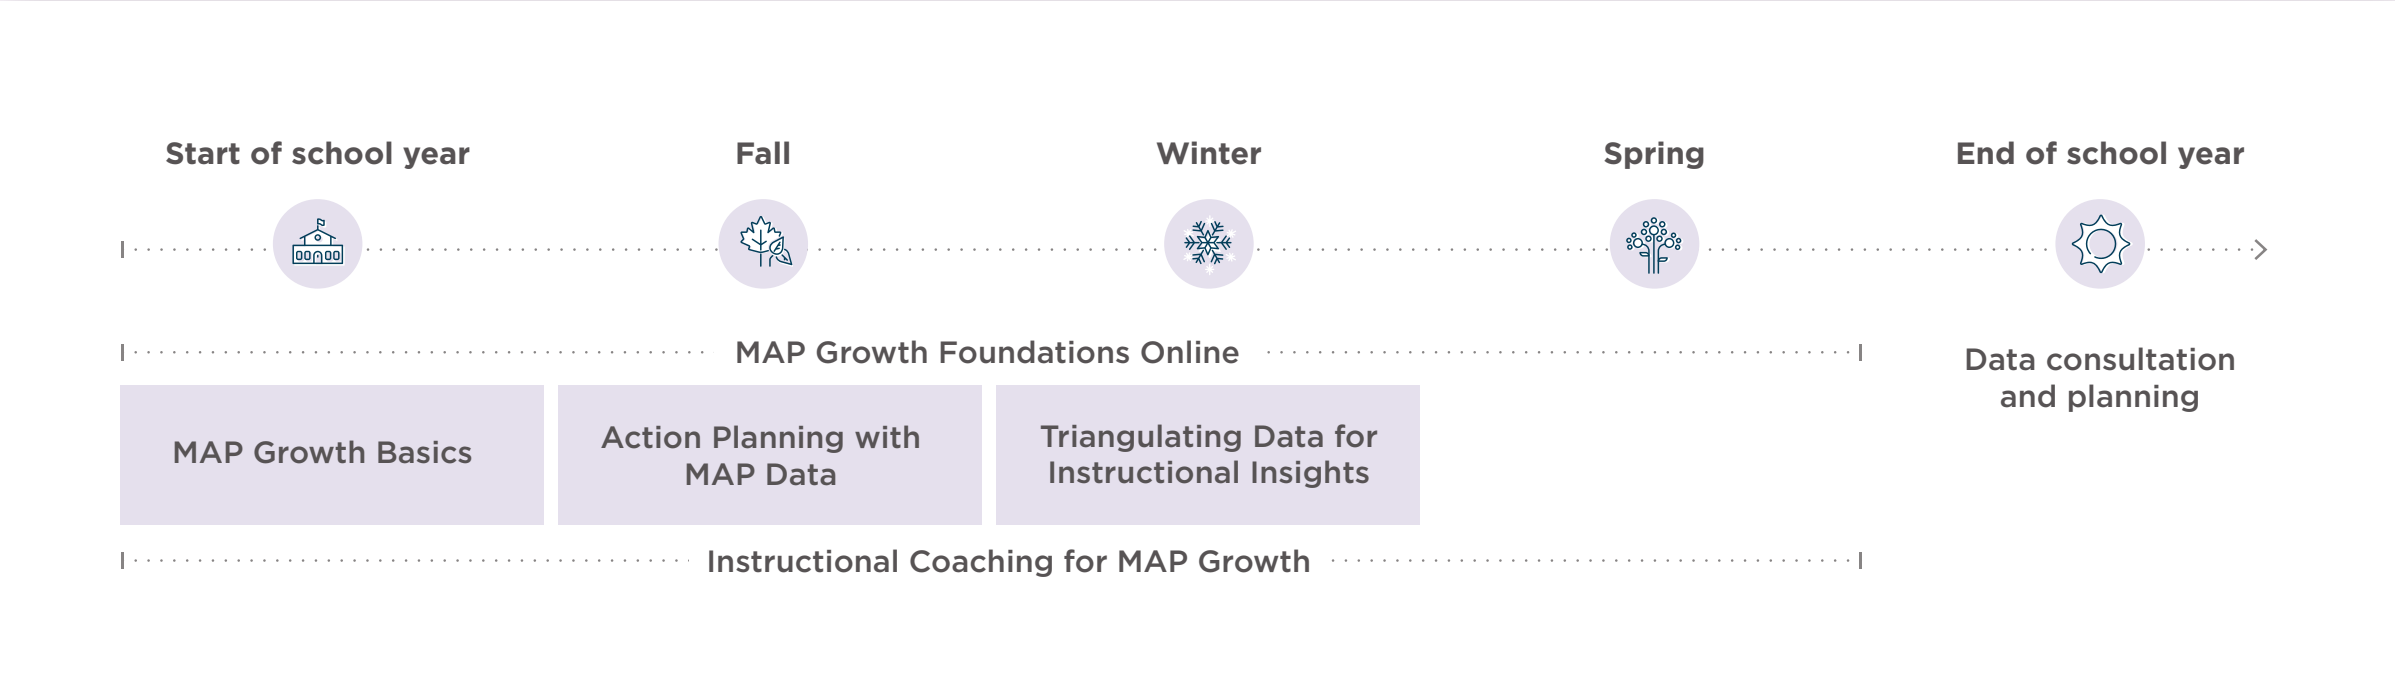 Start of school year
Fall
Winter
Spring
End of school year
MAP Growth Foundations Online
Data consultation
and planning
MAP Growth Basics
Action Planning with
MAP Data
Triangulating Data for
Instructional Insights
Instructional Coaching for MAP Growth